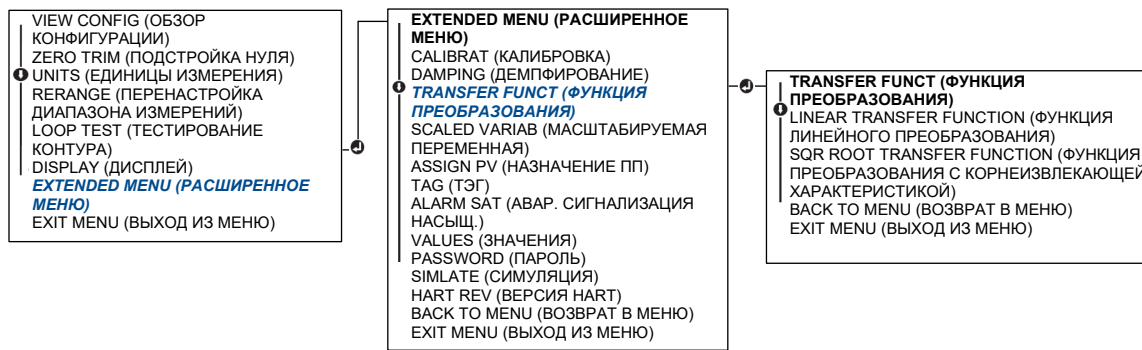 VIEW CONFIG (ОБЗОР
КОНФИГУРАЦИИ)
ZERO TRIM (ПОДСТРОЙКА НУЛЯ)
UNITS (ЕДИНИЦЫ ИЗМЕРЕНИЯ)
RERANGE (ПЕРЕНАСТРОЙКА
ДИАПАЗОНА ИЗМЕРЕНИЙ)
LOOP TEST (ТЕСТИРОВАНИЕ
КОНТУРА)
DISPLAY (ДИСПЛЕЙ)
EXTENDED MENU (РАСШИРЕННОЕ
МЕНЮ)
EXIT MENU (ВЫХОД ИЗ МЕНЮ)
EXTENDED MENU (РАСШИРЕННОЕ
МЕНЮ)
CALIBRAT (КАЛИБРОВКА)
DAMPING (ДЕМПФИРОВАНИЕ)
TRANSFER FUNCT (ФУНКЦИЯ
ПРЕОБРАЗОВАНИЯ)
SCALED VARIAB (МАСШТАБИРУЕМАЯ
ПЕРЕМЕННАЯ)
ASSIGN PV (НАЗНАЧЕНИЕ ПП)
TAG (ТЭГ)
ALARM SAT (АВАР. СИГНАЛИЗАЦИЯ
НАСЫЩ.)
VALUES (ЗНАЧЕНИЯ)
PASSWORD (ПАРОЛЬ)
SIMLATE (СИМУЛЯЦИЯ)
HART REV (ВЕРСИЯ HART)
BACK TO MENU (ВОЗВРАТ В МЕНЮ)
EXIT MENU (ВЫХОД ИЗ МЕНЮ)
TRANSFER FUNCT (ФУНКЦИЯ
ПРЕОБРАЗОВАНИЯ)
LINEAR TRANSFER FUNCTION (ФУНКЦИЯ
ЛИНЕЙНОГО ПРЕОБРАЗОВАНИЯ)
SQR ROOT TRANSFER FUNCTION (ФУНКЦИЯ
ПРЕОБРАЗОВАНИЯ С КОРНЕИЗВЛЕКАЮЩЕЙ
ХАРАКТЕРИСТИКОЙ)
BACK TO MENU (ВОЗВРАТ В МЕНЮ)
EXIT MENU (ВЫХОД ИЗ МЕНЮ)